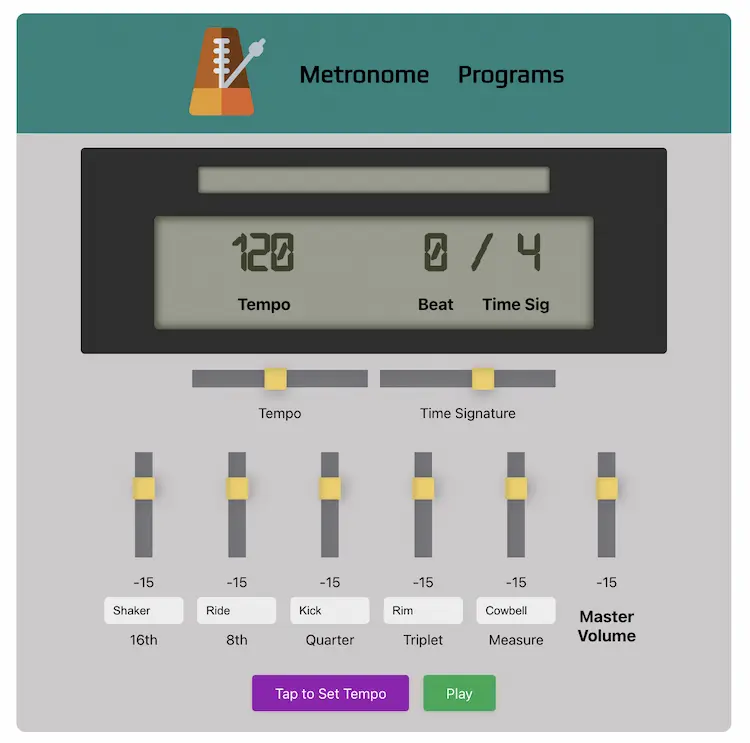 Metronome Programs
120 0 / 4
Tempo Beat Time Sig
Tempo Time Signature
-15 -15 -15 -15 -15 -15
Shaker Ride Kick Rim Cowbell
16th 8th Quarter Triplet Measure
Master
Volume
Tap to Set Tempo Play